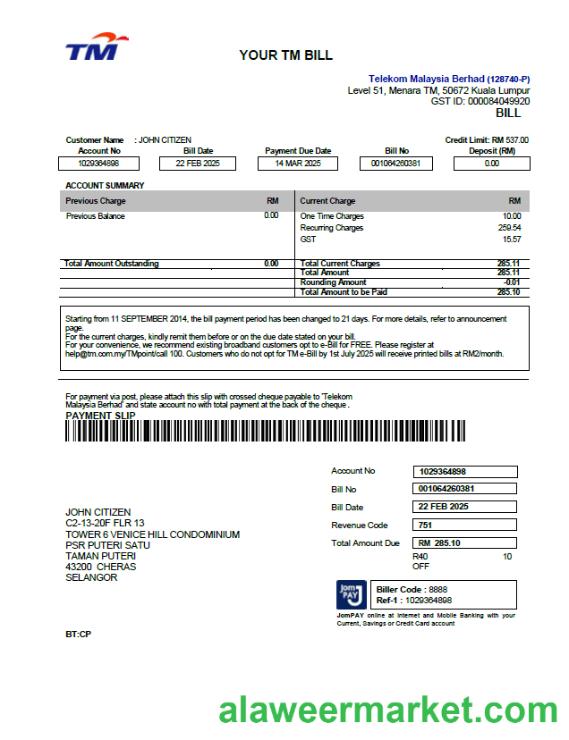 TM
YOUR TM BILL
Telekom Malaysia Berhad (128740-P)
Level 51, Menara TM, 50672 Kuala Lumpur
GST ID: 000084049920
BILL
Customer Name : JOHN CITIZEN Credit Limit: RM 537.00
Account No Bill Date Payment Due Date Bill No Deposit (RM)
1029364898 22 FEB 2025 14 MAR 2025 001064260381 0.00
ACCOUNT SUMMARY
Previous Charge RM Current Charge RM
Previous Balance 0.00 One Time Charges 10.00
Recurring Charges 259.54
GST 15.57
Total Amount Outstanding 0.00 Total Current Charges 285.11
Total Amount 285.11
Rounding Amount -0.01
Total Amount to be Paid 285.10
Starting from 11 SEPTEMBER 2014, the bill payment period has been changed to 21 days. For more details, refer to announcement
page.
For the current charges, kindly remit them before or on the due date stated on your bill.
For your convenience, we recommend existing broadband customers opt to e-Bill for FREE. Please register at
help@tm.com.my/TMpoint/call 100. Customers who do not opt for TM e-Bill by 1st July 2025 will receive printed bills at RM2/month.
For payment via post, please attach this slip with crossed cheque payable to 'Telekom
Malaysia Berhad' and state account no with total payment at the back of the cheque .
PAYMENT SLIP
Account No 1029364898
Bill No 001064260381
Bill Date 22 FEB 2025
Revenue Code 751
Total Amount Due RM 285.10
R40 10
OFF
JOHN CITIZEN
C2-13-20F FLR 13
TOWER 6 VENICE HILL CONDOMINIUM
PSR PUTERI SATU
TAMAN PUTERI
43200 CHERAS
SELANGOR
Jom
PAY
Biller Code : 8888
Ref-1 : 1029364898
JomPAY online at Internet and Mobile Banking with your
Current, Savings or Credit Card account
BT:CP
alaweermarket.com